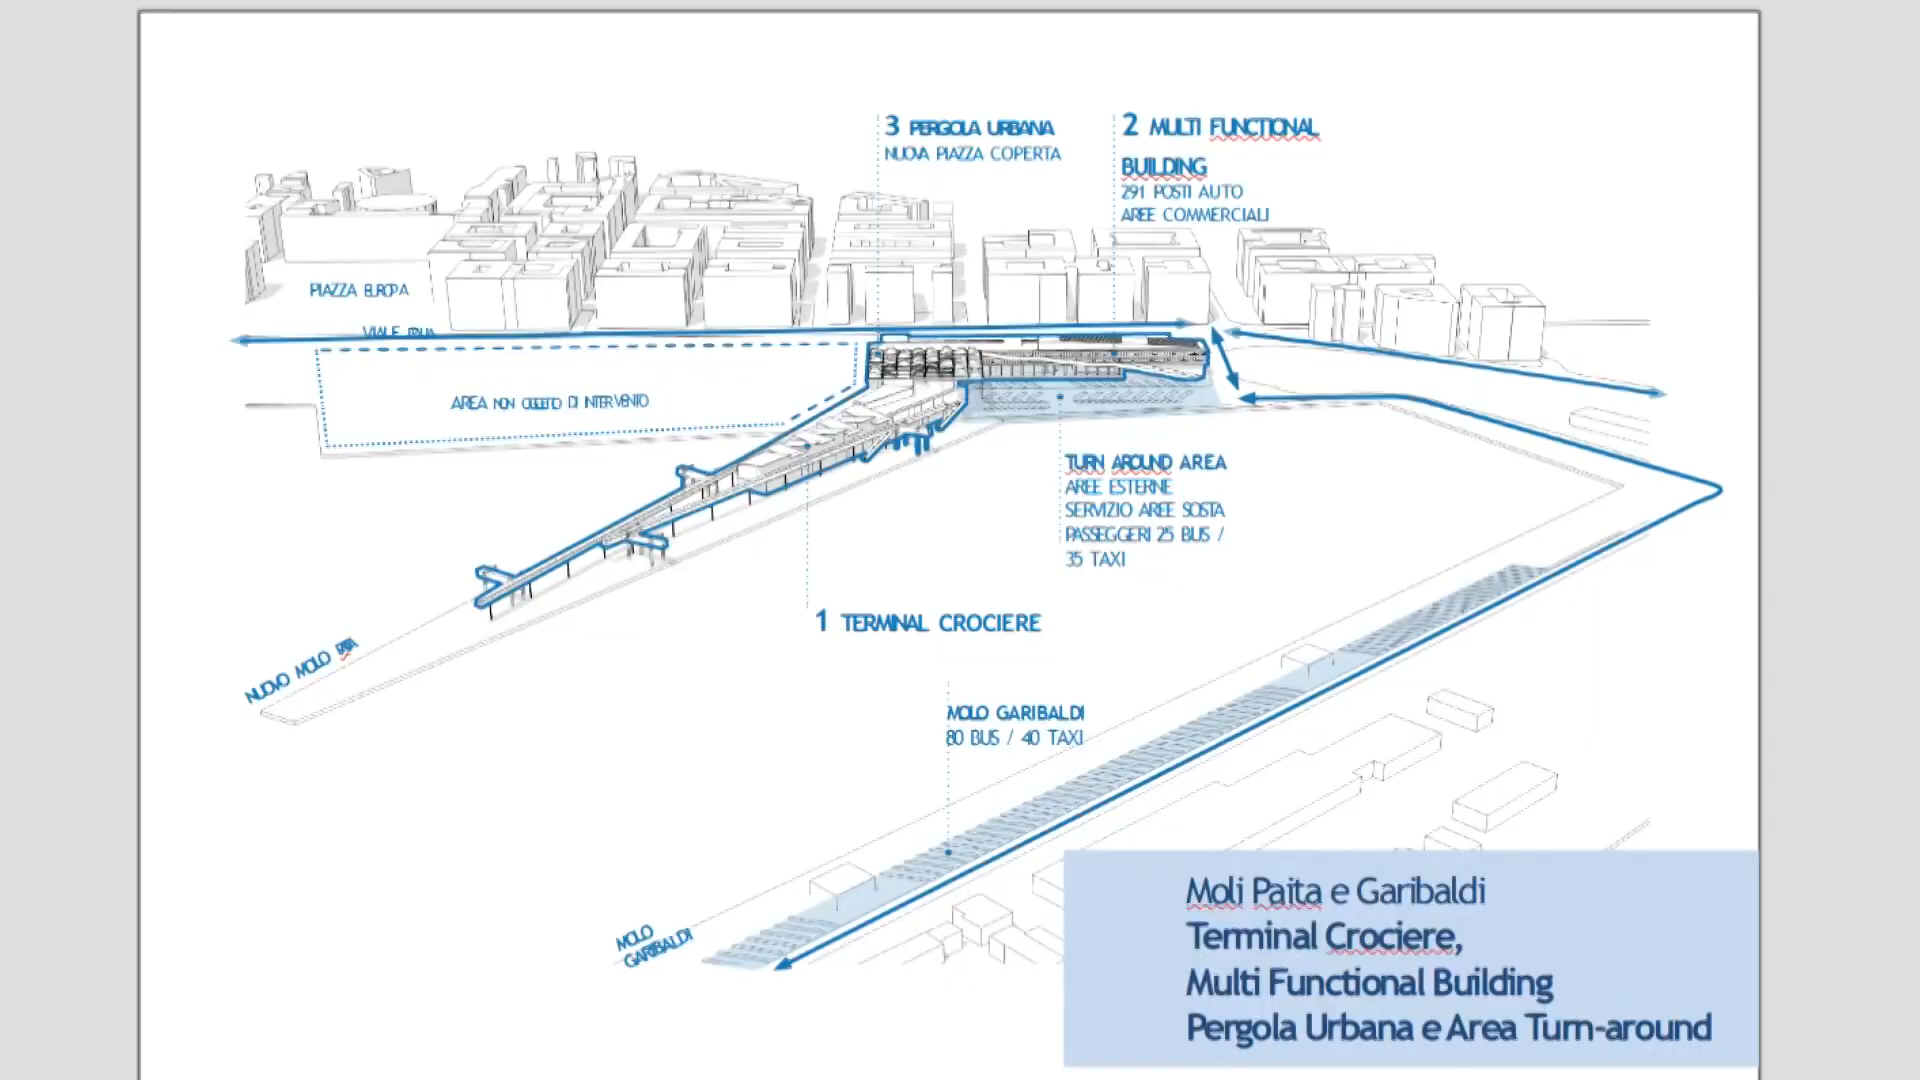 3 PERGOLA URBANA
NUOVA PIAZZA COPERTA
2 MULTI FUNCTIONAL
BUILDING
291 POSTI AUTO
AREE COMMERCIALI
PIAZZA EUROPA
VIALE ITALIA
AREA NON OGGETTO DI INTERVENTO
TURN AROUND AREA
AREE ESTERNE
SERVIZIO AREE SOSTA
PASSEGGERI 25 BUS /
35 TAXI
1 TERMINAL CROCIERE
NUOVO MOLO PAITA
MOLO GARIBALDI
80 BUS / 40 TAXI
MOLO
GARIBALDI
Moli Paita e Garibaldi
Terminal Crociere,
Multi Functional Building
Pergola Urbana e Area Turn-around